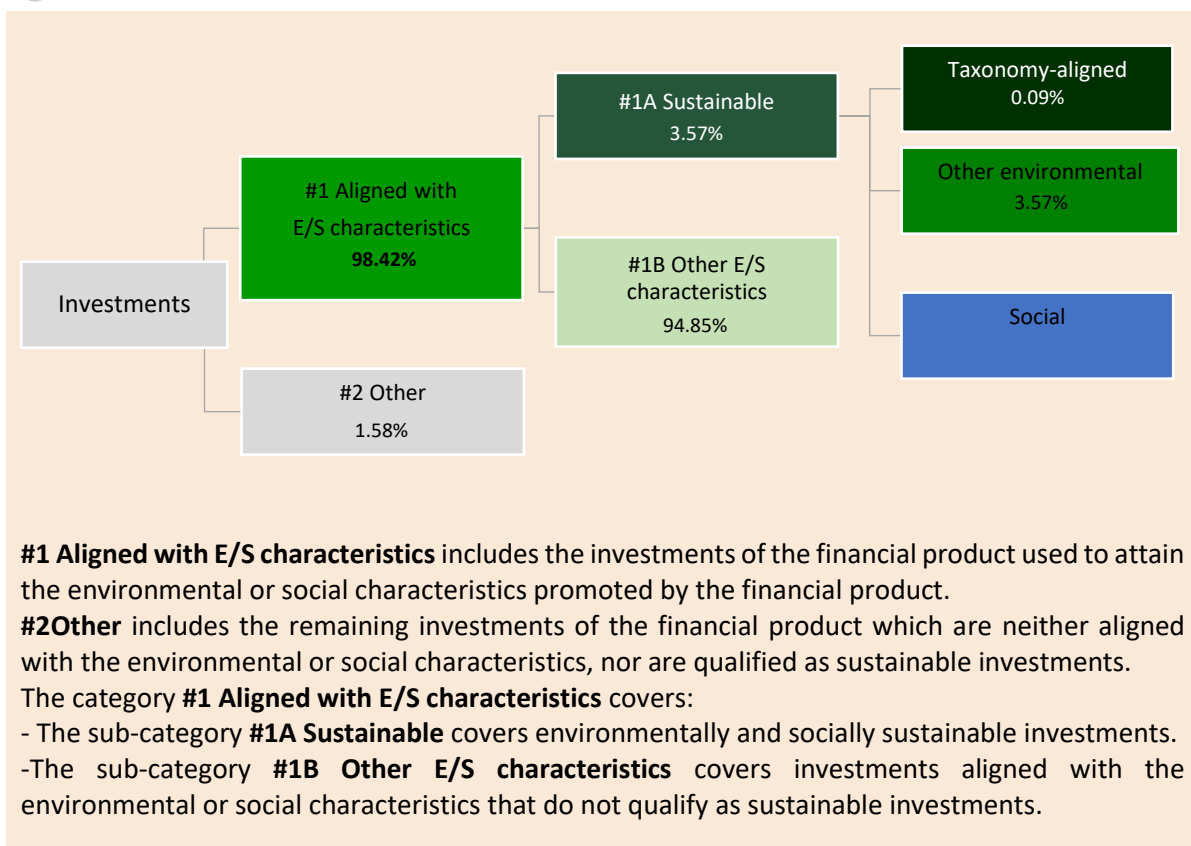 Investments
#1 Aligned with
E/S characteristics
98.42%
#2 Other
1.58%
#1A Sustainable
3.57%
#1B Other E/S
characteristics
94.85%
Taxonomy-aligned
0.09%
Other environmental
3.57%
Social
#1 Aligned with E/S characteristics includes the investments of the financial product used to attain
the environmental or social characteristics promoted by the financial product.
#2Other includes the remaining investments of the financial product which are neither aligned
with the environmental or social characteristics, nor are qualified as sustainable investments.
The category #1 Aligned with E/S characteristics covers:
- The sub-category #1A Sustainable covers environmentally and socially sustainable investments.
-The sub-category #1B Other E/S characteristics covers investments aligned with the
environmental or social characteristics that do not qualify as sustainable investments.